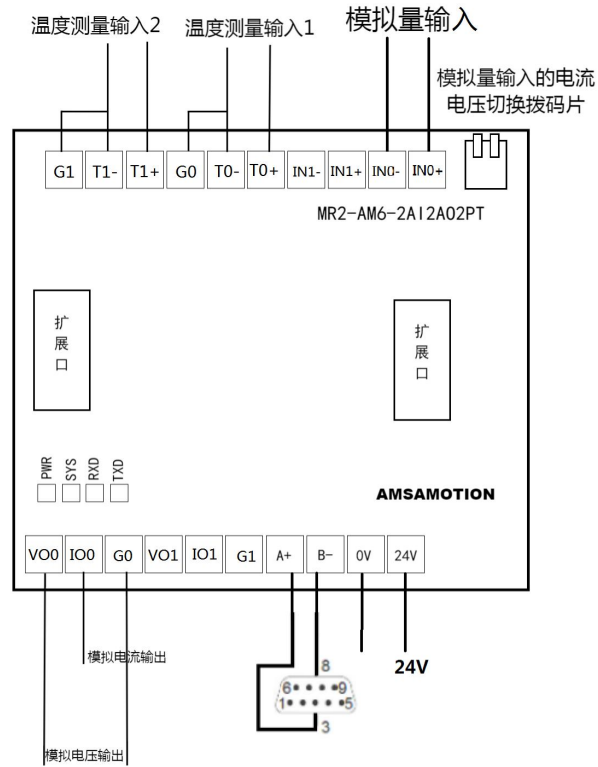 温度测量输入2
温度测量输入1
模拟量输入
模拟量输入的电流
电压切换拨码片
G1 T1- T1+ G0 T0- T0+ IN1- IN1+ IN0- IN0+
MR2-AM6-2AI2AO2PT
扩展口
扩展口
PWR SYS RXD TXD
AMSAMOTION
VO0 IO0 G0 VO1 IO1 G1 A+ B- 0V 24V
模拟电流输出
24V
8
6 9
1 5
3
模拟电压输出